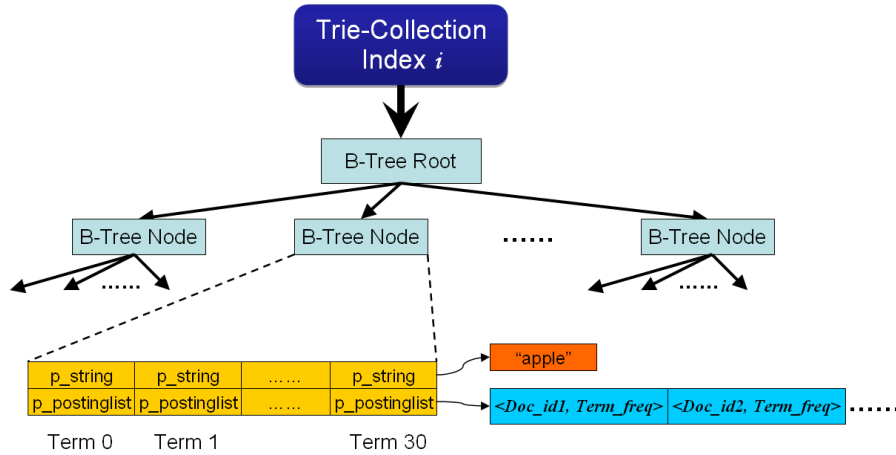 Trie-Collection
Index i
B-Tree Root
B-Tree Node
B-Tree Node
......
B-Tree Node
......
......
p_string
p_string
......
p_string
"apple"
p_postinglist
p_postinglist
......
p_postinglist
<Doc_id1, Term_freq>
<Doc_id2, Term_freq>
......
Term 0
Term 1
Term 30